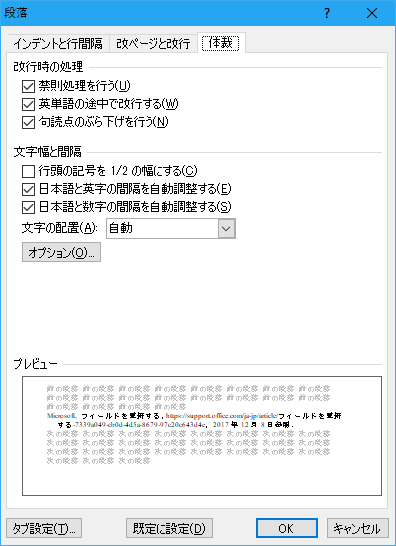 段落
インデントと行間隔 改ページと改行 体裁
改行時の処理
禁則処理を行う(U)
英単語の途中で改行する(W)
句読点のぶら下げを行う(N)
文字幅と間隔
行頭の記号を 1/2 の幅にする(C)
日本語と英字の間隔を自動調整する(E)
日本語と数字の間隔を自動調整する(S)
文字の配置(A): 自動
オプション(O)...
プレビュー
前の段落 前の段落 前の段落 前の段落 前の段落 前の段落 前の段落 前の段落
前の段落 前の段落 前の段落 前の段落 前の段落 前の段落 前の段落 前の段落
前の段落 前の段落 前の段落 前の段落
Microsoft. フィールドを更新する. https://support.office.com/ja-jp/article/フィールドを更新
する-7339a049-cb0d-4d5a-8679-97c20c643d4e, 2017 年 12 月 8 日参照.
次の段落 次の段落 次の段落 次の段落 次の段落 次の段落 次の段落 次の段落
次の段落 次の段落 次の段落 次の段落 次の段落 次の段落 次の段落 次の段落
次の段落 次の段落 次の段落 次の段落 次の段落 次の段落 次の段落 次の段落
次の段落 次の段落 次の段落
タブ設定(T)... 既定に設定(D) OK キャンセル